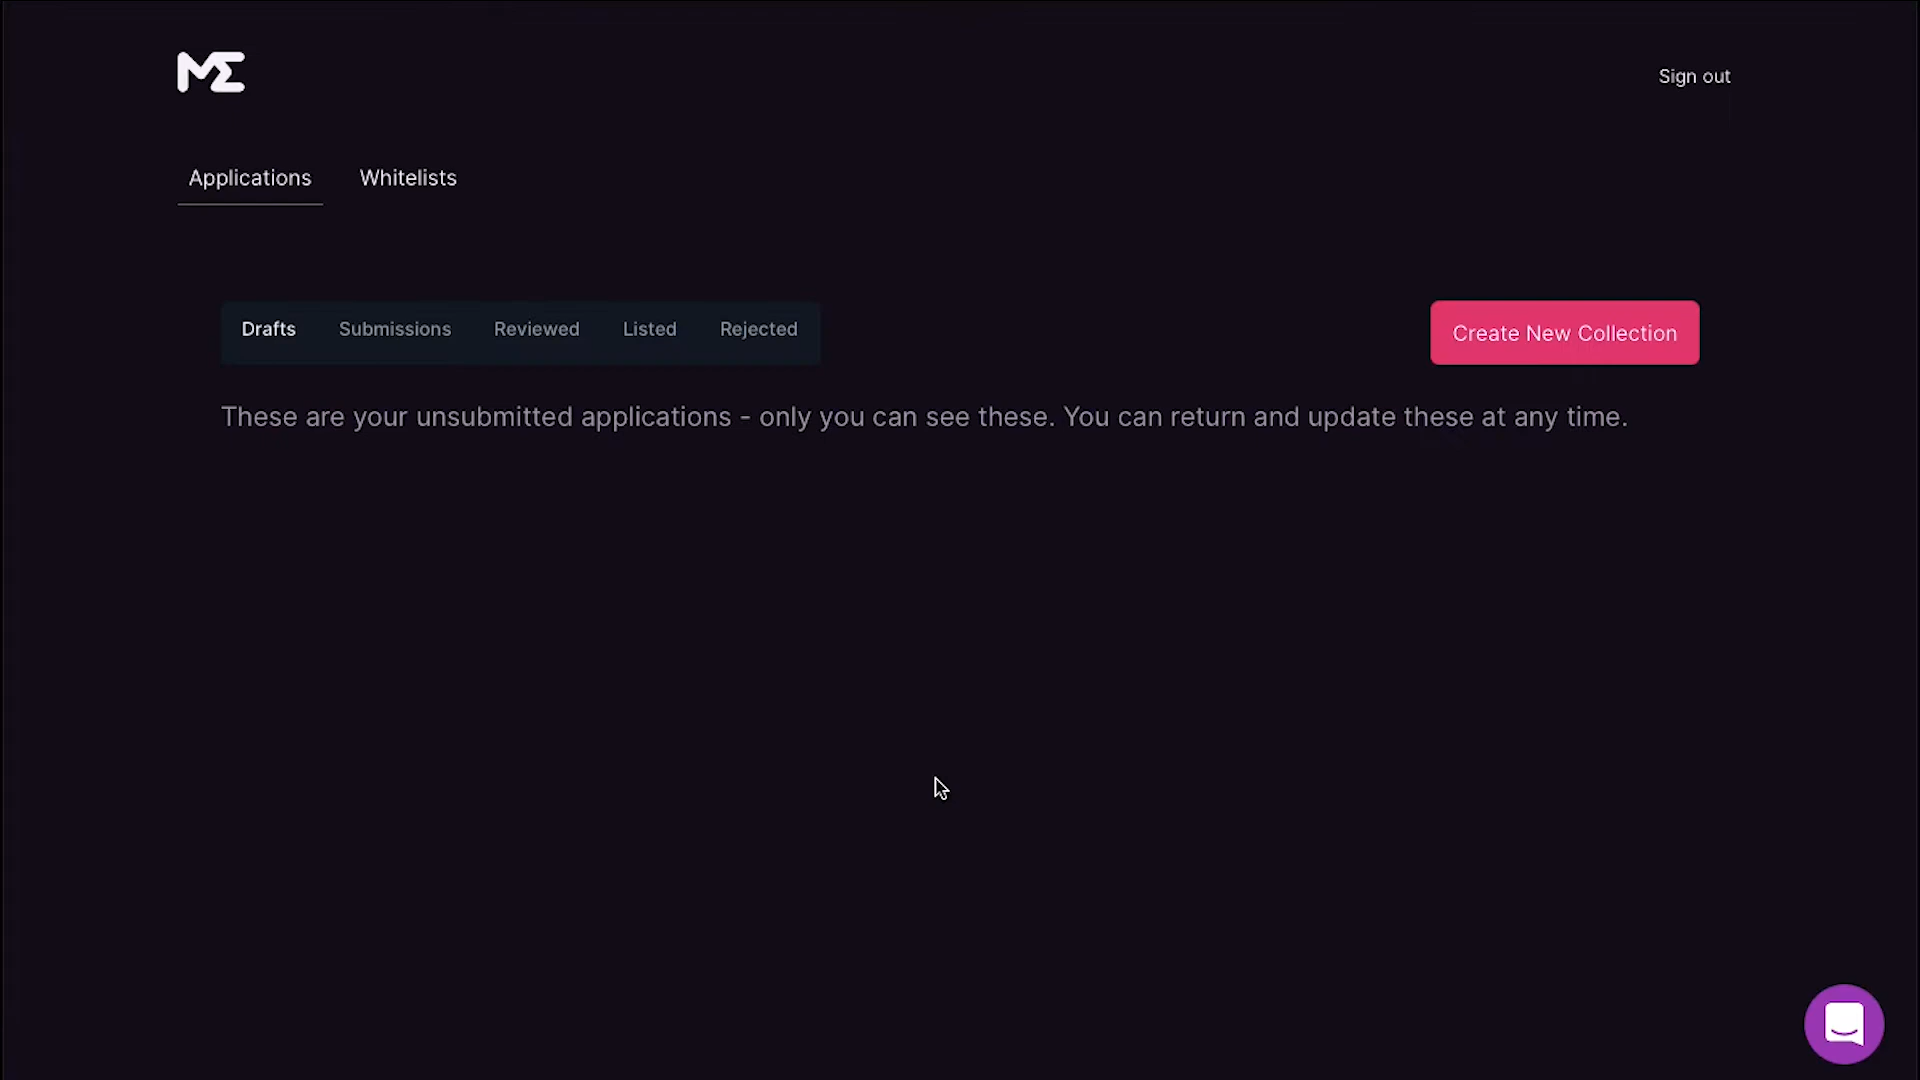 ME
Sign out
Applications Whitelists
Drafts Submissions Reviewed Listed Rejected Create New Collection
These are your unsubmitted applications - only you can see these. You can return and update these at any time.